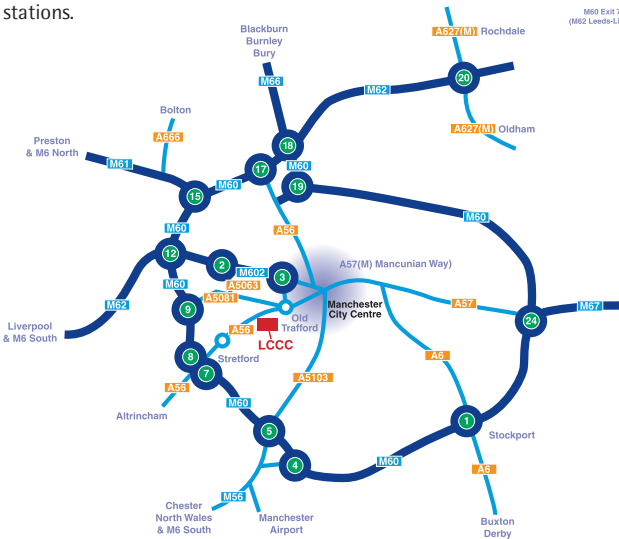 stations.
M60 Exit
(M62 Leeds-Li
A627(M) Rochdale
Blackburn
Burnley
Bury
M66
20
M62
Bolton
A666
A627(M) Oldham
Preston
& M6 North
M61
18
17
M60
19
M60
15
M60
M60
A56
12
2
M602
3
A57(M) Mancunian Way)
M60
A5063
A5081
M62
9
Manchester
City Centre
A57
M67
24
Old
Trafford
Liverpool
& M6 South
A56
LCCC
8
Stretford
7
A6
A56
A5103
M60
Altrincham
5
1
Stockport
4
M60
A6
M56
Chester
North Wales
& M6 South
Manchester
Airport
Buxton
Derby